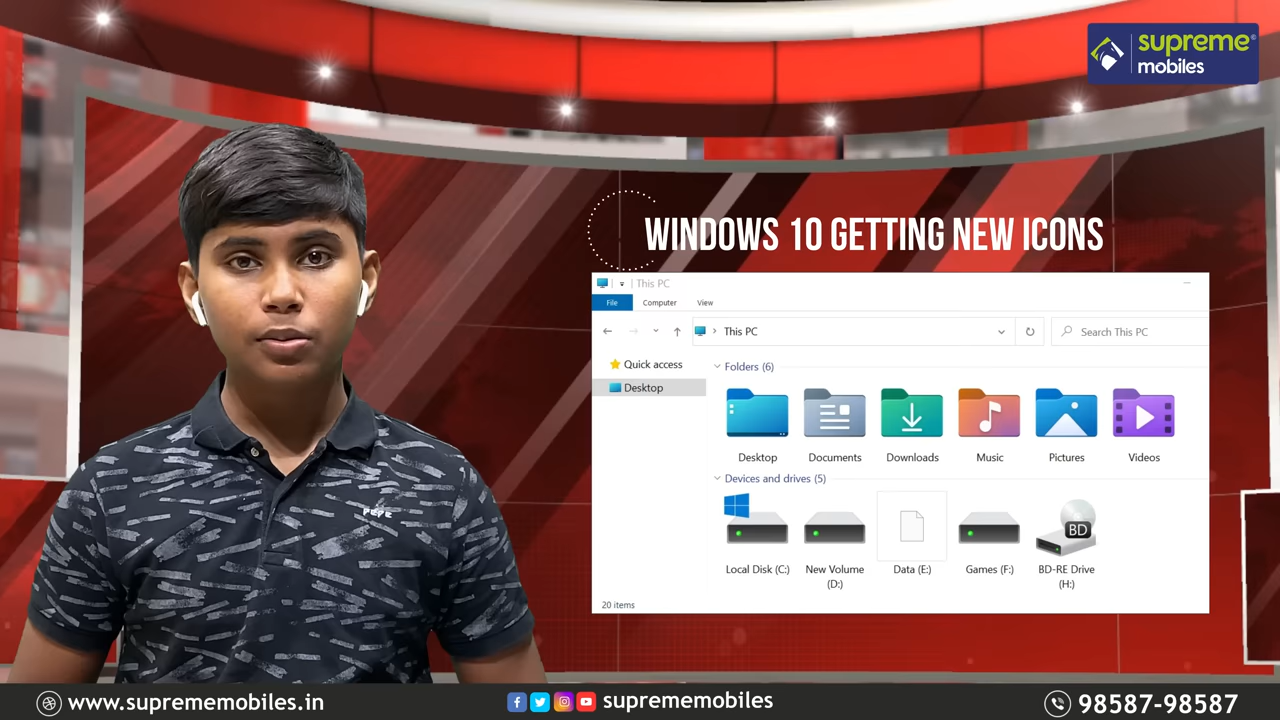 supreme
mobiles
WINDOWS 10 GETTING NEW ICONS
This PC
File Computer View
This PC
Search This PC
Quick access
Desktop
Folders (6)
Desktop Documents Downloads Music Pictures Videos
Devices and drives (5)
BD
Local Disk (C:) New Volume (D:) Data (E:) Games (F:) BD-RE Drive (H:)
20 items
PEPE
www.suprememobiles.in
suprememobiles
98587-98587